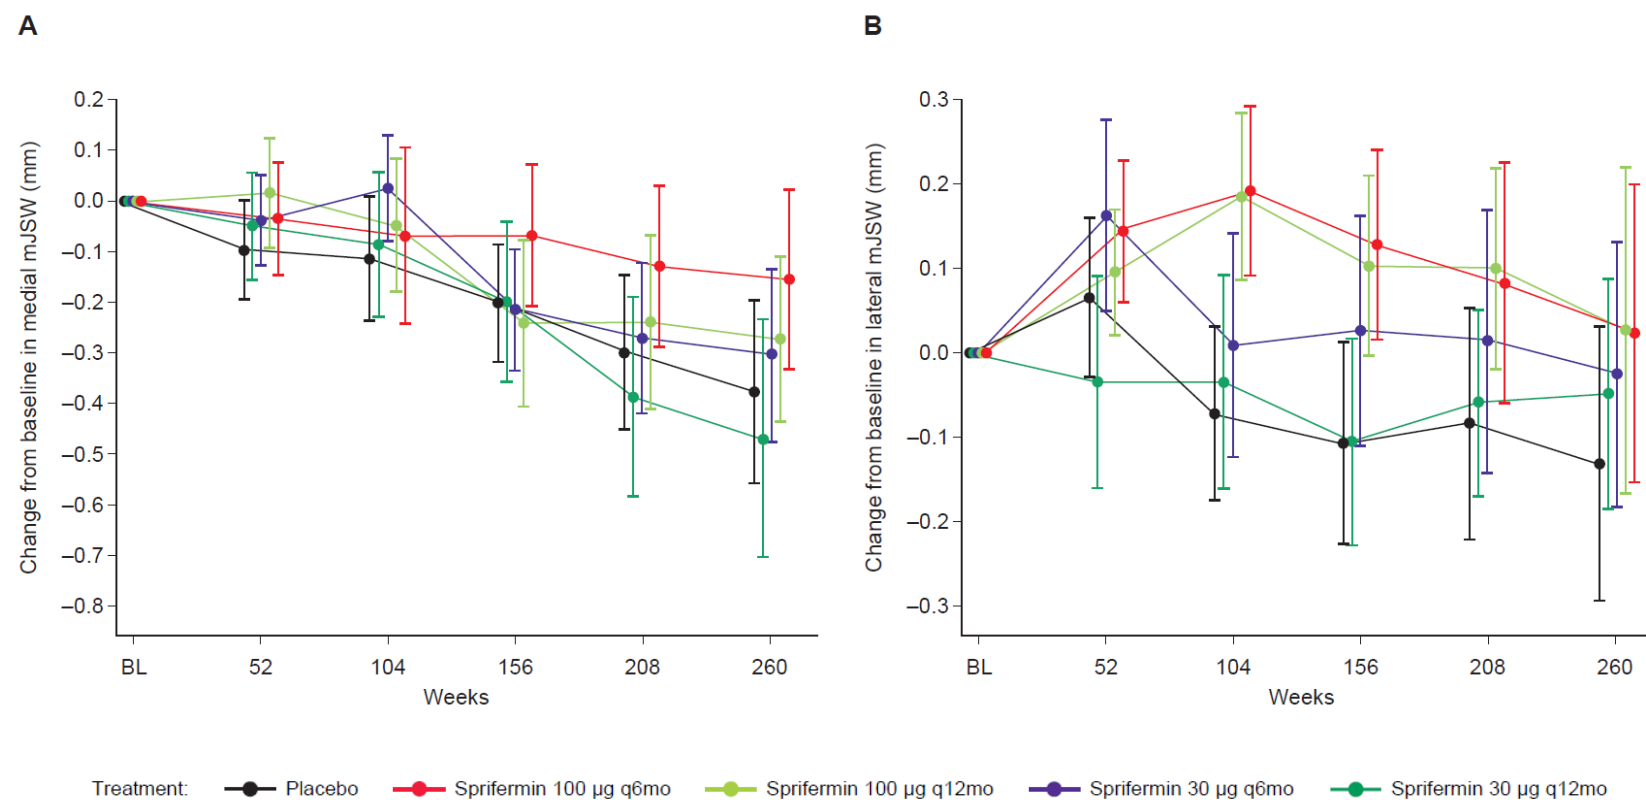 A
Change from baseline in medial mJSW (mm)
0.2
0.1
0.0
–0.1
–0.2
–0.3
–0.4
–0.5
–0.6
–0.7
–0.8
BL 52 104 156 208 260
Weeks
B
Change from baseline in lateral mJSW (mm)
0.3
0.2
0.1
0.0
–0.1
–0.2
–0.3
BL 52 104 156 208 260
Weeks
Treatment: Placebo Sprifermin 100 μg q6mo Sprifermin 100 μg q12mo Sprifermin 30 μg q6mo Sprifermin 30 μg q12mo